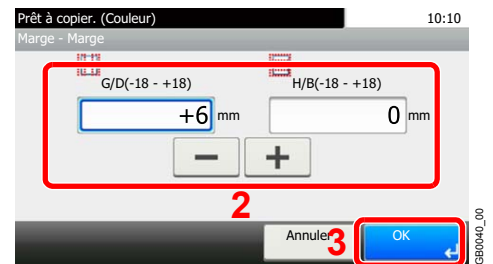 Prêt à copier. (Couleur) 10:10
Marge - Marge
G/D(-18 - +18) H/B(-18 - +18)
+6 mm 0 mm
2
Annuler 3 OK
GB0040_00